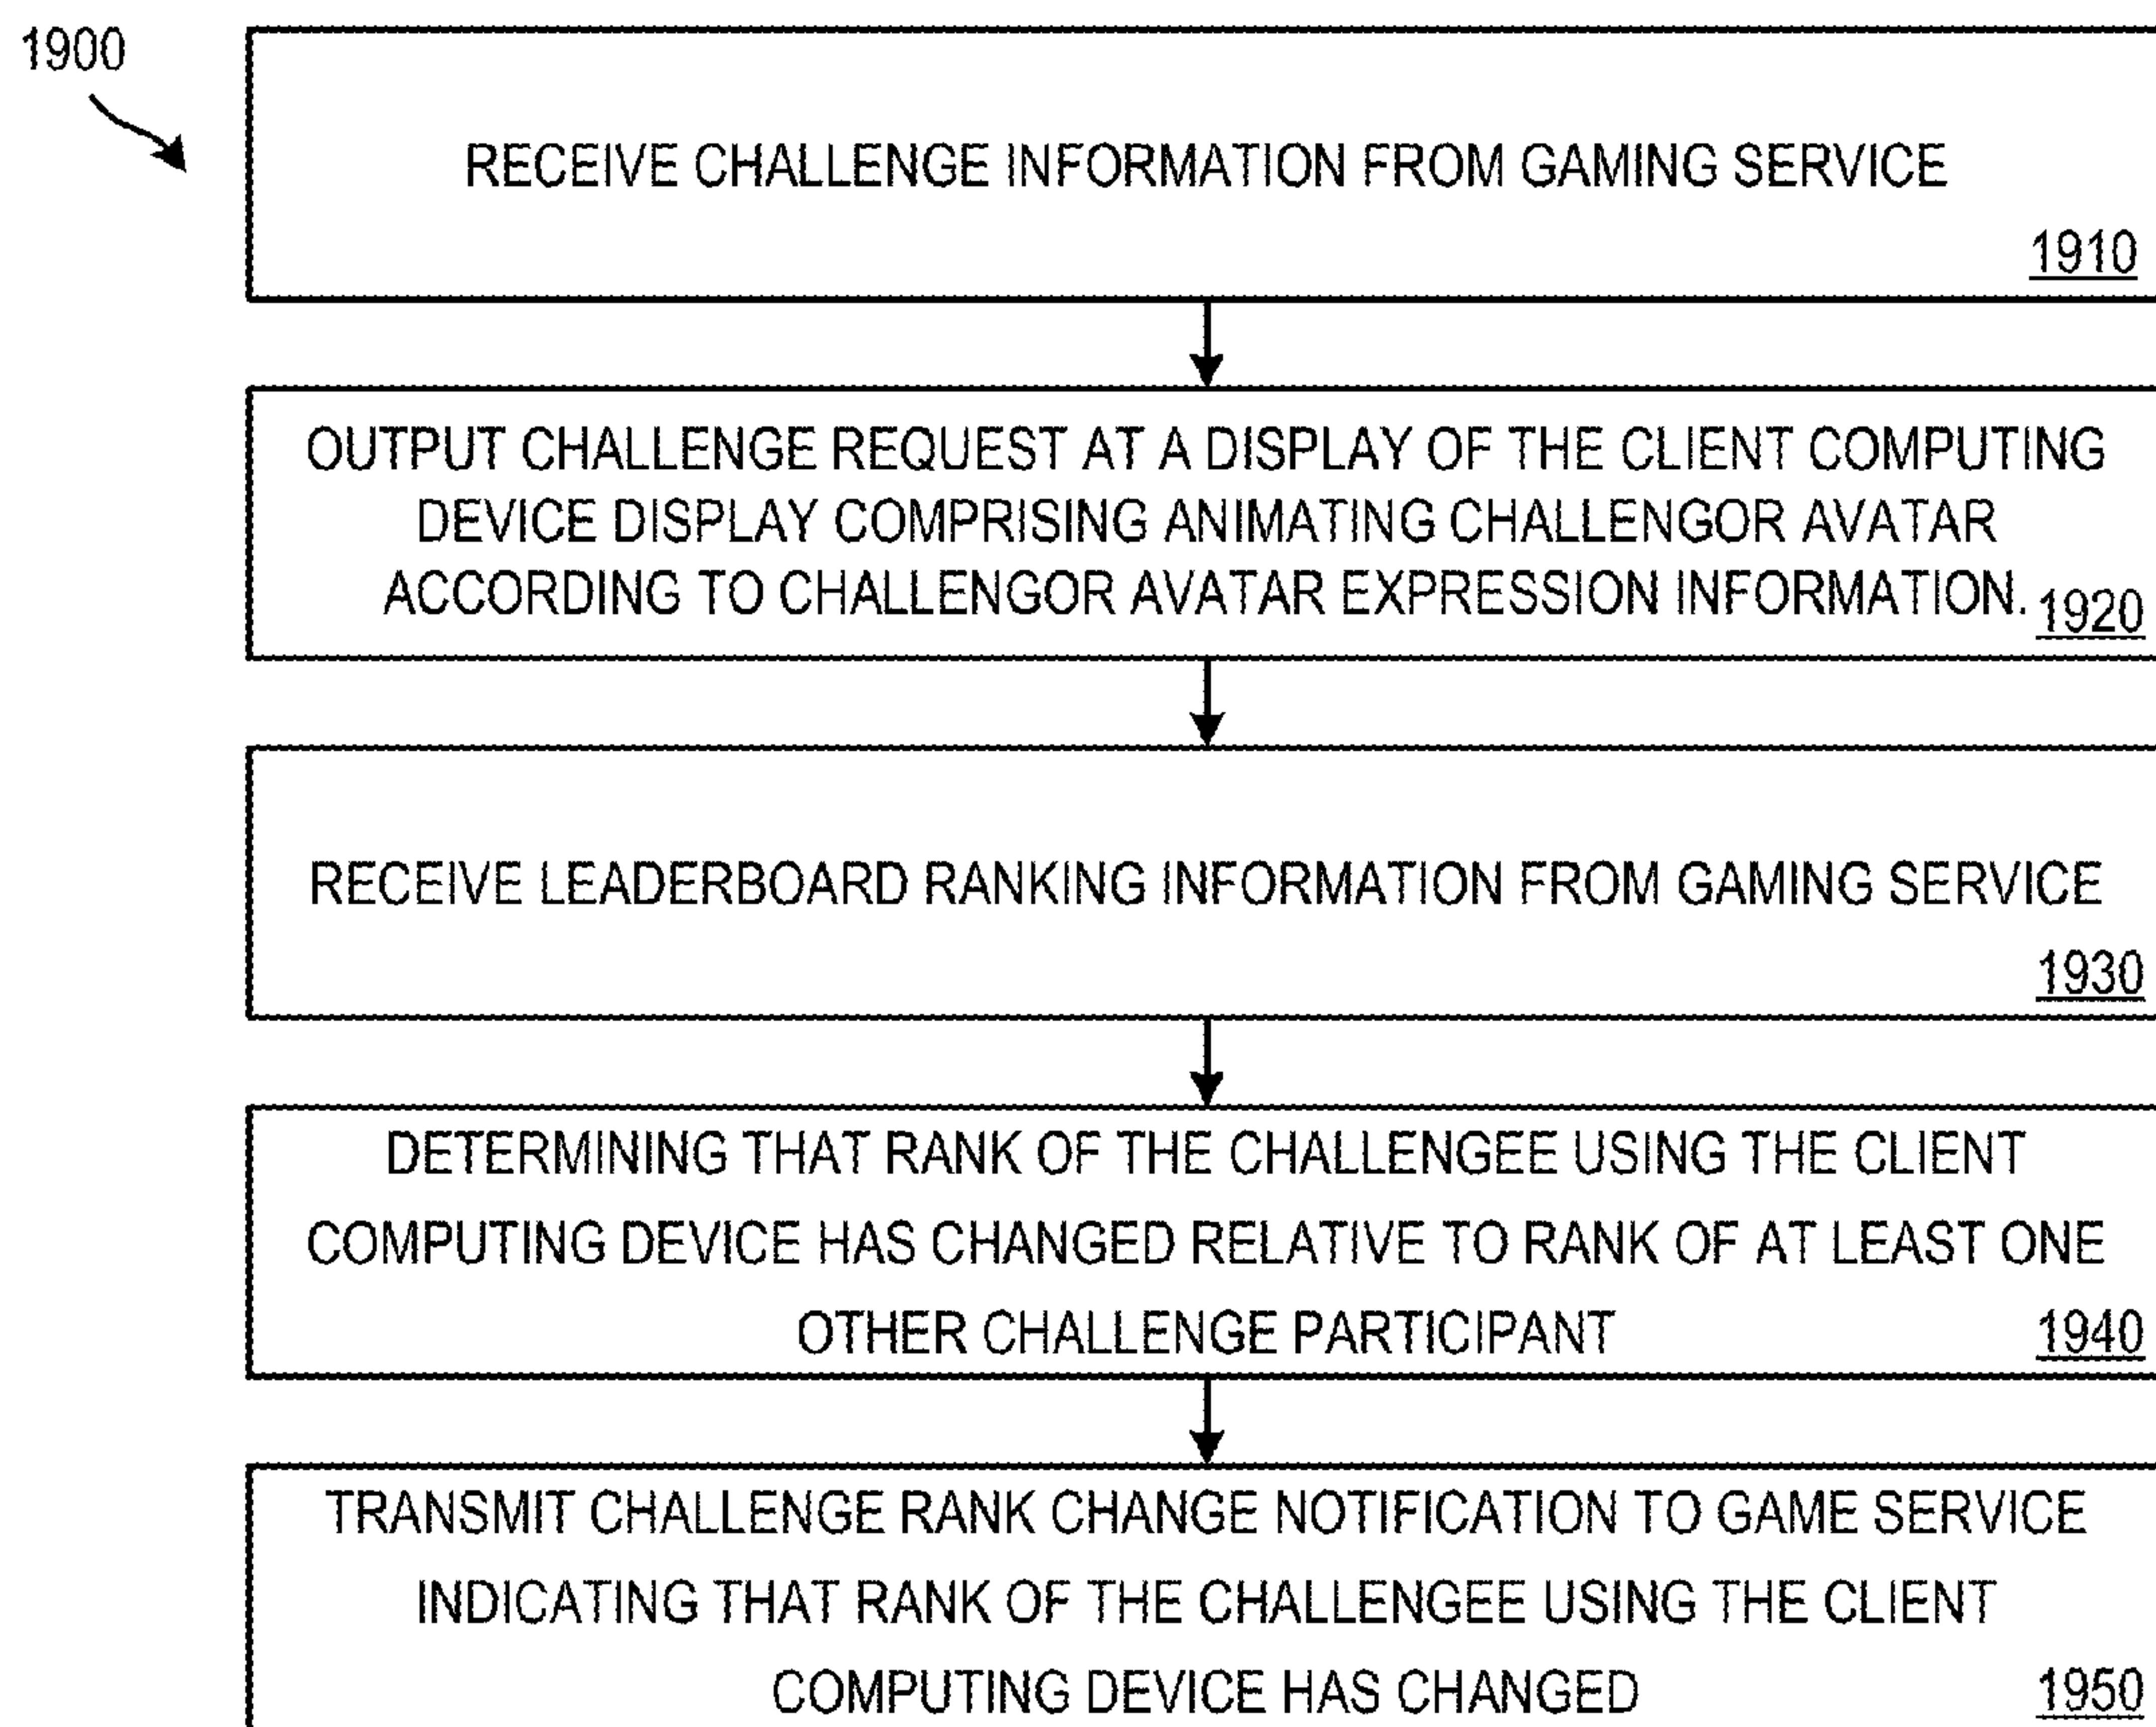 1900
RECEIVE CHALLENGE INFORMATION FROM GAMING SERVICE
1910
OUTPUT CHALLENGE REQUEST AT A DISPLAY OF THE CLIENT COMPUTING
DEVICE DISPLAY COMPRISING ANIMATING CHALLENGOR AVATAR
ACCORDING TO CHALLENGOR AVATAR EXPRESSION INFORMATION.
1920
RECEIVE LEADERBOARD RANKING INFORMATION FROM GAMING SERVICE
1930
DETERMINING THAT RANK OF THE CHALLENGEE USING THE CLIENT
COMPUTING DEVICE HAS CHANGED RELATIVE TO RANK OF AT LEAST ONE
OTHER CHALLENGE PARTICIPANT
1940
TRANSMIT CHALLENGE RANK CHANGE NOTIFICATION TO GAME SERVICE
INDICATING THAT RANK OF THE CHALLENGEE USING THE CLIENT
COMPUTING DEVICE HAS CHANGED
1950